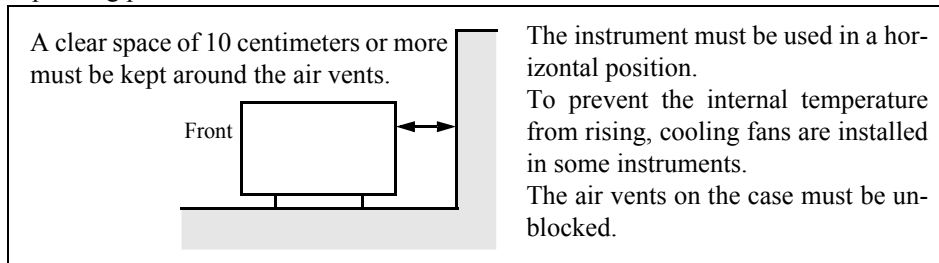 A clear space of 10 centimeters or more
must be kept around the air vents.
Front
The instrument must be used in a hor-
izontal position.
To prevent the internal temperature
from rising, cooling fans are installed
in some instruments.
The air vents on the case must be un-
blocked.